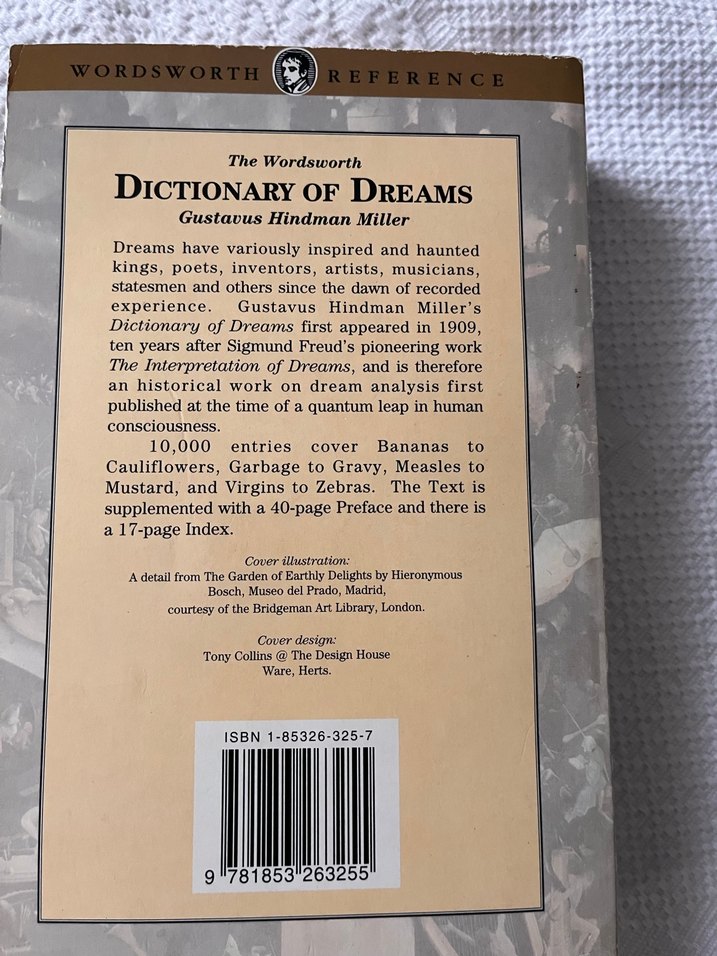 WORDSWORTH REFERENCE
The Wordsworth
DICTIONARY OF DREAMS
Gustavus Hindman Miller
Dreams have variously inspired and haunted
kings, poets, inventors, artists, musicians,
statesmen and others since the dawn of recorded
experience. Gustavus Hindman Miller's
Dictionary of Dreams first appeared in 1909,
ten years after Sigmund Freud's pioneering work
The Interpretation of Dreams, and is therefore
an historical work on dream analysis first
published at the time of a quantum leap in human
consciousness.
10,000 entries cover Bananas to
Cauliflowers, Garbage to Gravy, Measles to
Mustard, and Virgins to Zebras. The Text is
supplemented with a 40-page Preface and there is
a 17-page Index.
Cover illustration:
A detail from The Garden of Earthly Delights by Hieronymous
Bosch, Museo del Prado, Madrid,
courtesy of the Bridgeman Art Library, London.
Cover design:
Tony Collins @ The Design House
Ware, Herts.
ISBN 1-85326-325-7
9 781853 263255